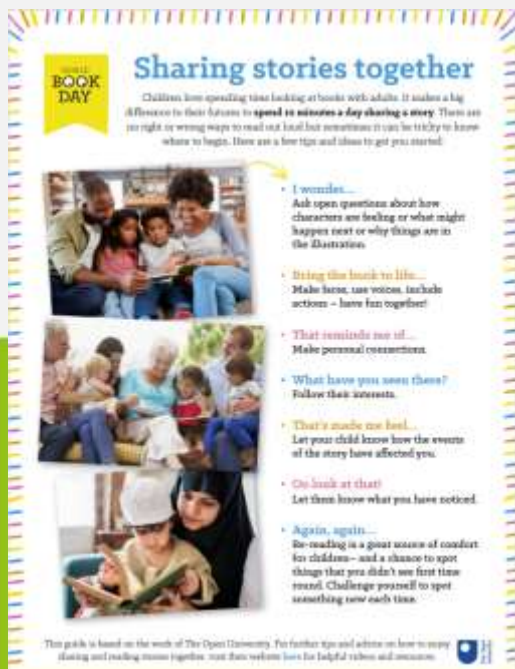 WORLD
BOOK
DAY
Sharing stories together
Children love spending time looking at books with adults. It makes a big
difference to their futures to spend 10 minutes a day sharing a story. There are
no right or wrong ways to read out loud but sometimes it can be tricky to know
where to begin. Here are a few tips and ideas to get you started:
• I wonder...
Ask open questions about how
characters are feeling or what might
happen next or why things are in
the illustration.
• Bring the book to life...
Make faces, use voices, include
actions – have fun together!
• That reminds me of...
Make personal connections.
• What have you seen there?
Follow their interests.
• That's made me feel...
Let your child know how the events
of the story have affected you.
• Oo look at that!
Let them know what you have noticed.
• Again, again...
Re-reading is a great source of comfort
for children – and a chance to spot
things that you didn't see first time
round. Challenge yourself to spot
something new each time.
This guide is based on the work of The Open University. For further tips and advice on how to enjoy
sharing and reading stories together, visit their website here for helpful videos and resources.